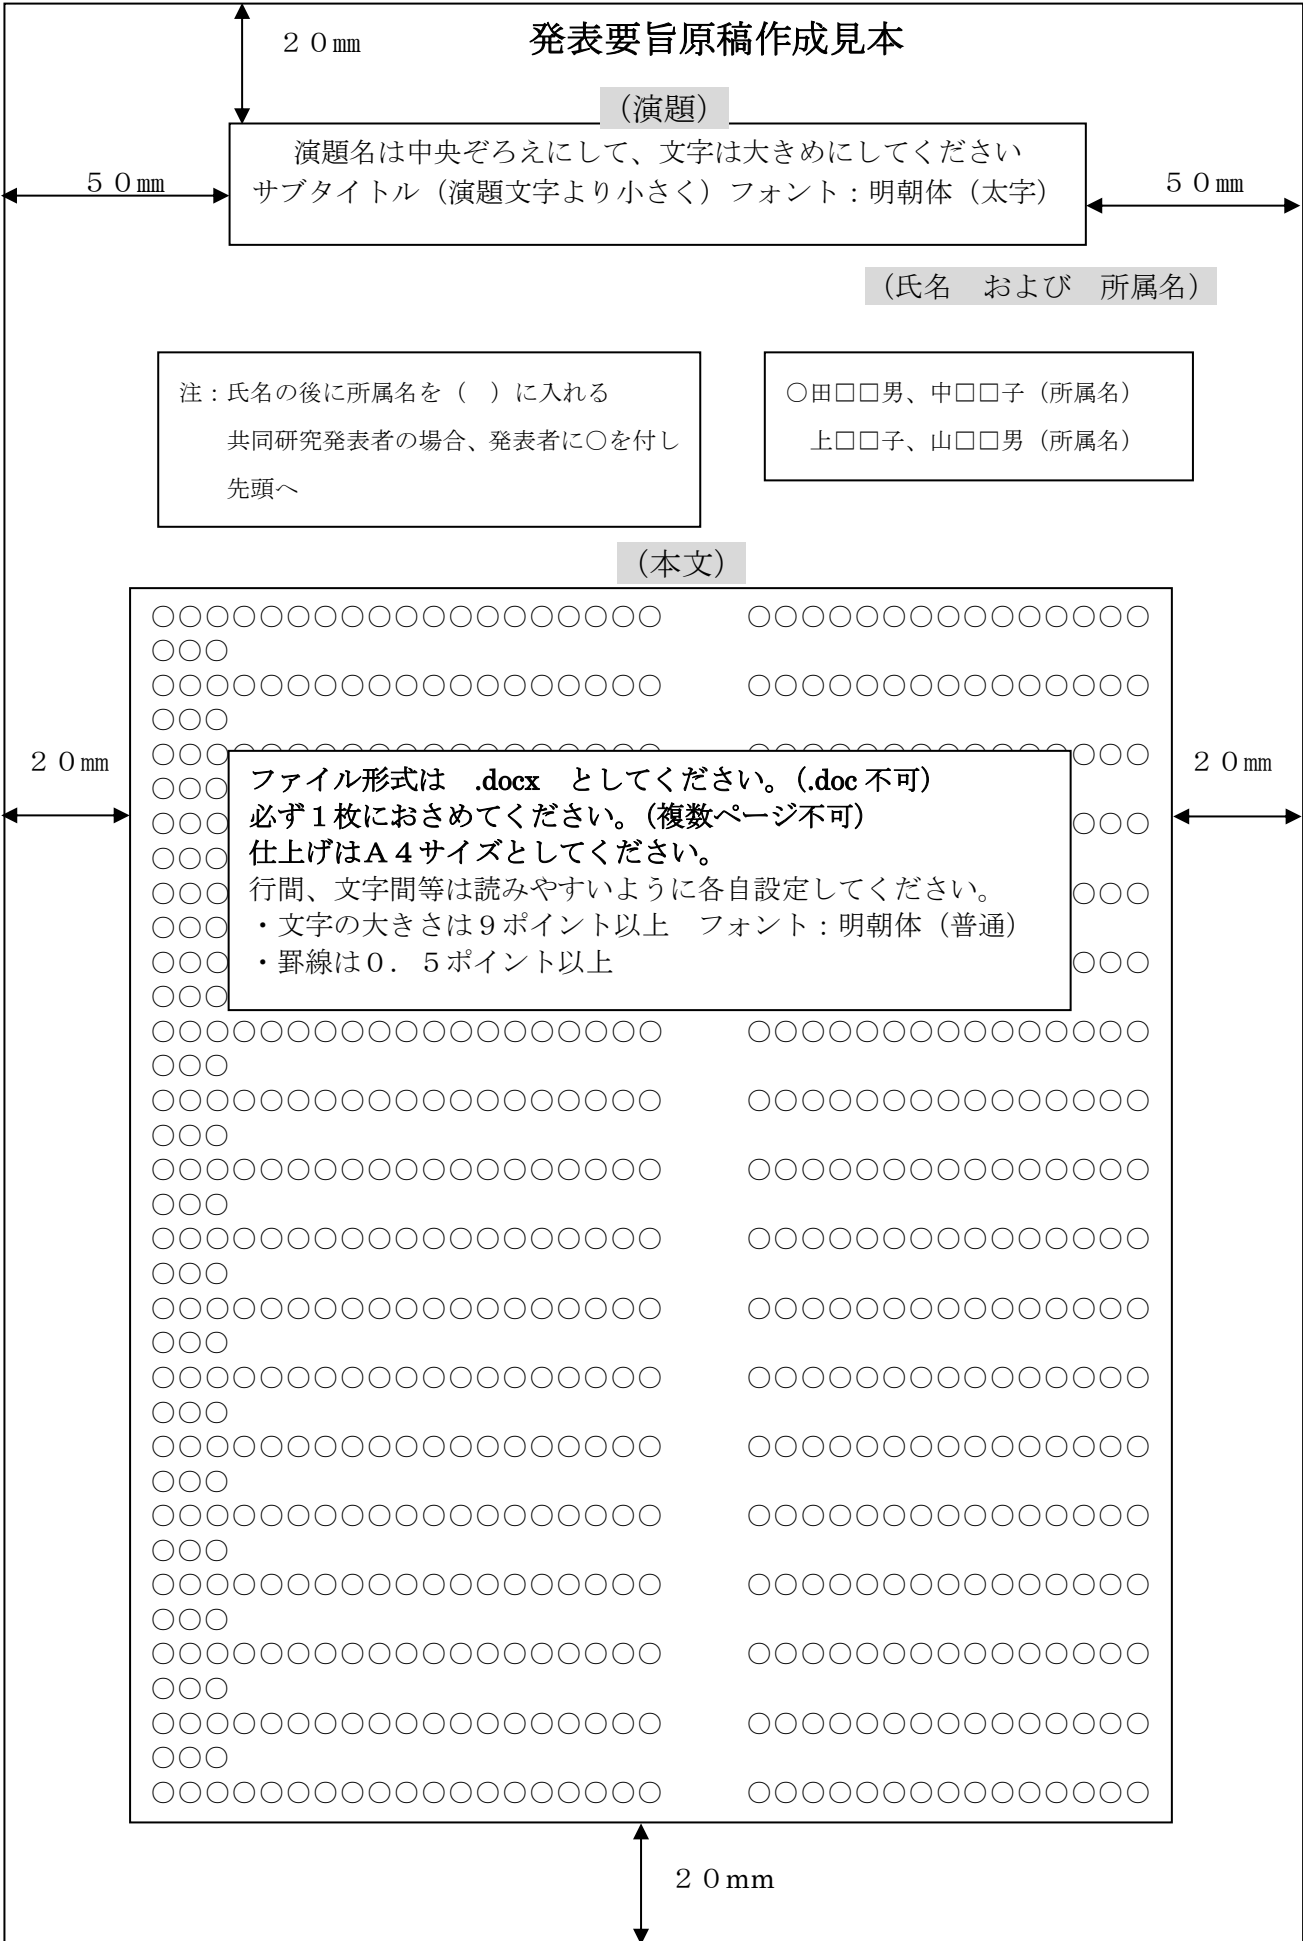 発表要旨原稿作成見本
２０㎜
（演題）
演題名は中央ぞろえにして、文字は大きめにしてください
サブタイトル（演題文字より小さく）フォント：明朝体（太字）
５０㎜
５０㎜
（氏名　および　所属名）
注：氏名の後に所属名を（　）に入れる
共同研究発表者の場合、発表者に○を付し
先頭へ
○田□□男、中□□子（所属名）
上□□子、山□□男（所属名）
（本文）
○○○○○○○○○○○○○○○○○○○　　　○○○○○○○○○○○○○○○
○○○
○○○○○○○○○○○○○○○○○○○　　　○○○○○○○○○○○○○○○
○○○
○○○○○○○○○○○○○○○○○○○　　　○○○○○○○○○○○○○○○
○○○
○○○　　　○○○
○○○
○○○　　　○○○
○○○
○○○　　　○○○
○○○
２０㎜
２０㎜
ファイル形式は　.docx　としてください。（.doc 不可）
必ず１枚におさめてください。（複数ページ不可）
仕上げはＡ４サイズとしてください。
行間、文字間等は読みやすいように各自設定してください。
・文字の大きさは９ポイント以上　フォント：明朝体（普通）
・罫線は０．５ポイント以上
○○○○○○○○○○○○○○○○○○○　　　○○○○○○○○○○○○○○○
○○○
○○○○○○○○○○○○○○○○○○○　　　○○○○○○○○○○○○○○○
○○○
○○○○○○○○○○○○○○○○○○○　　　○○○○○○○○○○○○○○○
○○○
○○○○○○○○○○○○○○○○○○○　　　○○○○○○○○○○○○○○○
○○○
○○○○○○○○○○○○○○○○○○○　　　○○○○○○○○○○○○○○○
○○○
○○○○○○○○○○○○○○○○○○○　　　○○○○○○○○○○○○○○○
○○○
○○○○○○○○○○○○○○○○○○○　　　○○○○○○○○○○○○○○○
○○○
○○○○○○○○○○○○○○○○○○○　　　○○○○○○○○○○○○○○○
○○○
○○○○○○○○○○○○○○○○○○○　　　○○○○○○○○○○○○○○○
○○○
○○○○○○○○○○○○○○○○○○○　　　○○○○○○○○○○○○○○○
○○○
○○○○○○○○○○○○○○○○○○○　　　○○○○○○○○○○○○○○○
○○○
○○○○○○○○○○○○○○○○○○○　　　○○○○○○○○○○○○○○○
２０mm